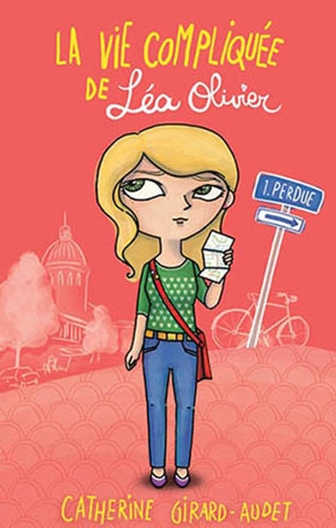 LA VIE COMPLIQUÉE
DE Léa Olivier
1. PERDUE
CATHERINE GIRARD-AUDET